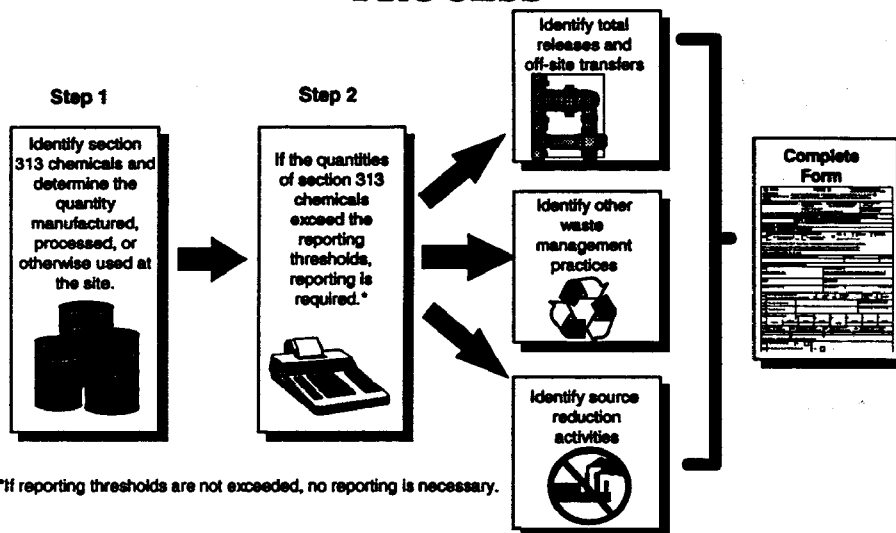 Step 1
Identify section
313 chemicals and
determine the
quantity
manufactured,
processed, or
otherwise used at
the site.
Step 2
If the quantities
of section 313
chemicals
exceed the
reporting
thresholds,
reporting is
required.*
Identify total
releases and
off-site transfers
Identify other
waste
management
practices
Identify source
reduction
activities
Complete
Form
*If reporting thresholds are not exceeded, no reporting is necessary.